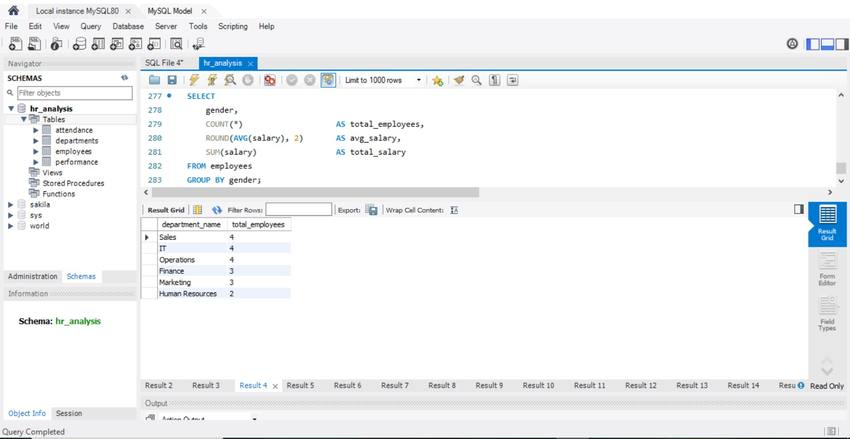 Local instance MySQL80 × MySQL Model ×
File Edit View Query Database Server Tools Scripting Help
Navigator
SCHEMAS
Filter objects
hr_analysis
Tables
attendance
departments
employees
performance
Views
Stored Procedures
Functions
sakila
sys
world
Administration Schemas
Information
Schema: hr_analysis
Object Info Session
SQL File 4* hr_analysis ×
Limit to 1000 rows
277 SELECT
278 gender,
279 COUNT(*) AS total_employees,
280 ROUND(AVG(salary), 2) AS avg_salary,
281 SUM(salary) AS total_salary
282 FROM employees
283 GROUP BY gender;
Result Grid Filter Rows: Export: Wrap Cell Content:
department_name total_employees
Sales 4
IT 4
Operations 4
Finance 3
Marketing 3
Human Resources 2
Result Grid
Form Editor
Field Types
Result 2 Result 3 Result 4 × Result 5 Result 6 Result 7 Result 8 Result 9 Result 10 Result 11 Result 12 Result 13 Result 14 Resu Read Only
Output
Action Output
Query Completed